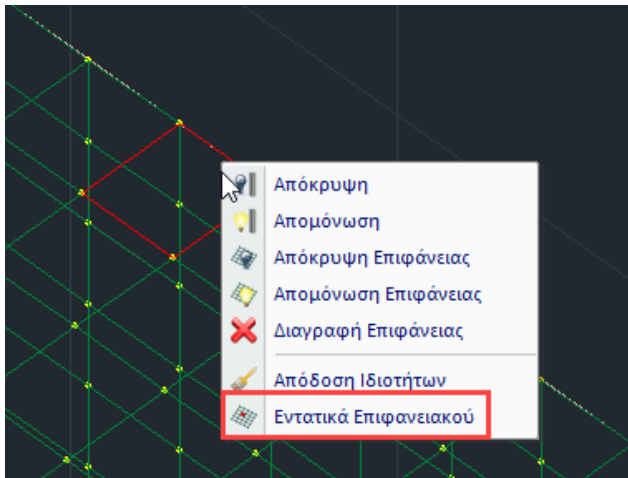 Απόκρυψη
Απομόνωση
Απόκρυψη Επιφάνειας
Απομόνωση Επιφάνειας
Διαγραφή Επιφάνειας
Απόδοση Ιδιοτήτων
Εντατικά Επιφανειακού